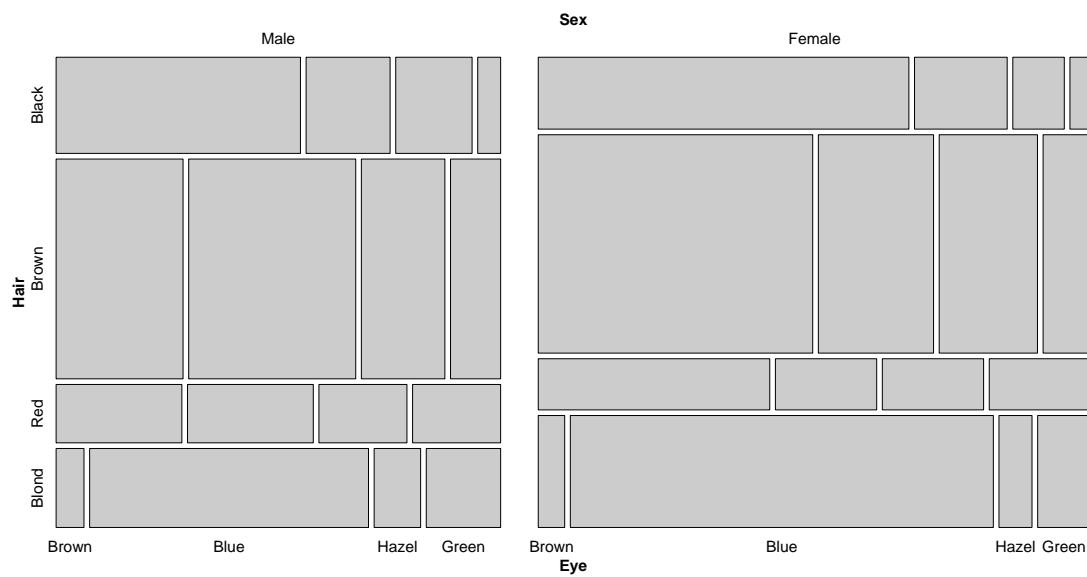 Sex
Male Female
Black
Brown
Hair
Red
Blond
Brown Blue Hazel Green Brown Blue Hazel Green
Eye